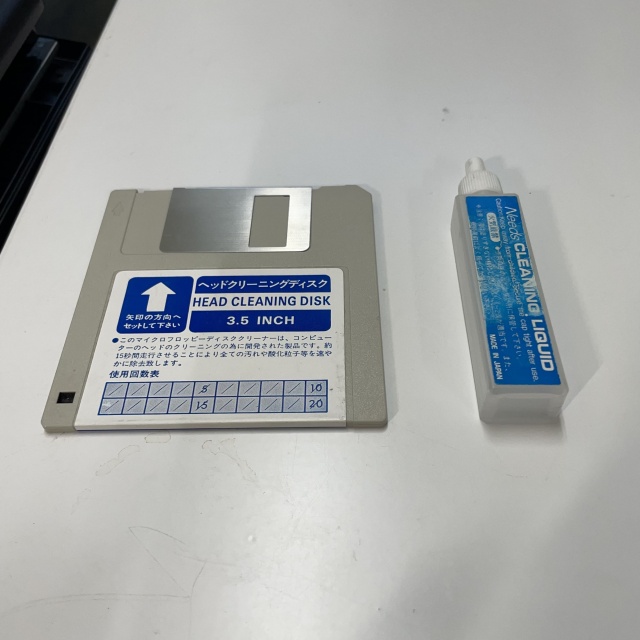 ヘッドクリーニングディスク
HEAD CLEANING DISK
3.5 INCH
矢印の方向へ
セットして下さい
●このマイクロフロッピーディスククリーナーは、コンピュー
ターのヘッドのクリーニングの為に開発された製品です。約
15秒間走行させることにより全ての汚れや酸化粒子等を速や
かに除去致します。
使用回数表
5 10
15 20
Needs CLEANING LIQUID
cap tight after use.
MADE IN JAPAN